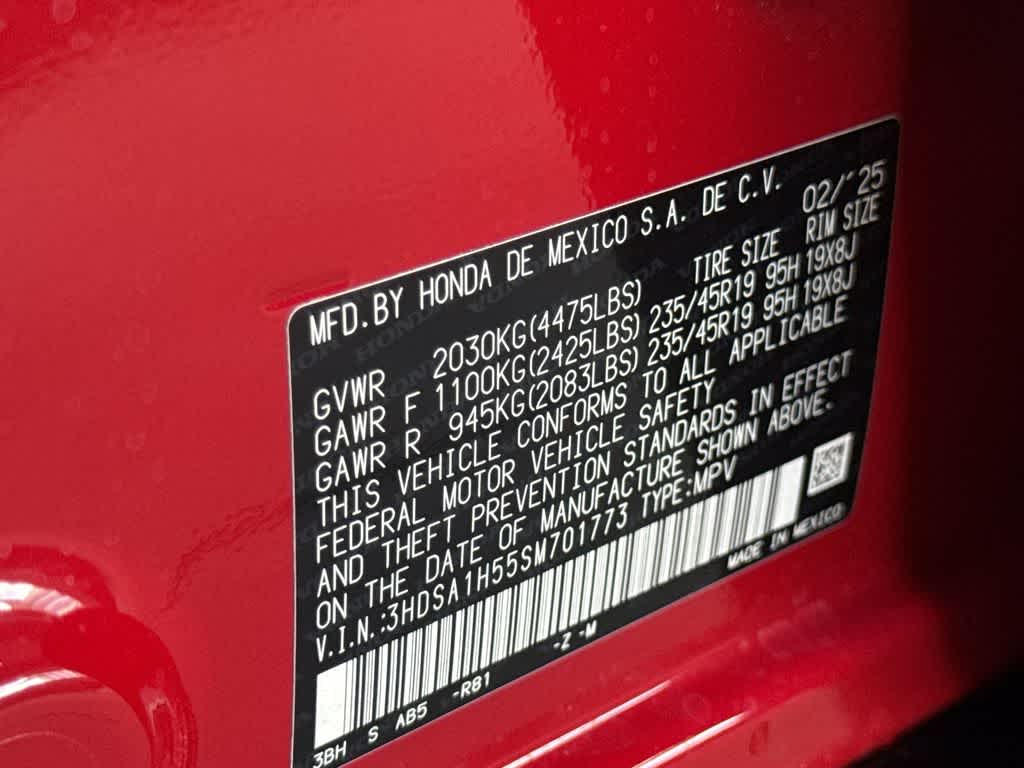 MFD.BY HONDA DE MEXICO S.A. DE C.V. 02/'25
TIRE SIZE RIM SIZE
GVWR 2030KG(4475LBS)
GAWR F 1100KG(2425LBS) 235/45R19 95H 19X8J
GAWR R 945KG(2083LBS) 235/45R19 95H 19X8J
THIS VEHICLE CONFORMS TO ALL APPLICABLE
FEDERAL MOTOR VEHICLE SAFETY
AND THEFT PREVENTION STANDARDS IN EFFECT
ON THE DATE OF MANUFACTURE SHOWN ABOVE.
V.I.N.:3HDSA1H55SM701773 TYPE:MPV
MADE IN MEXICO
3BH S AB5 -R81 -Z -M